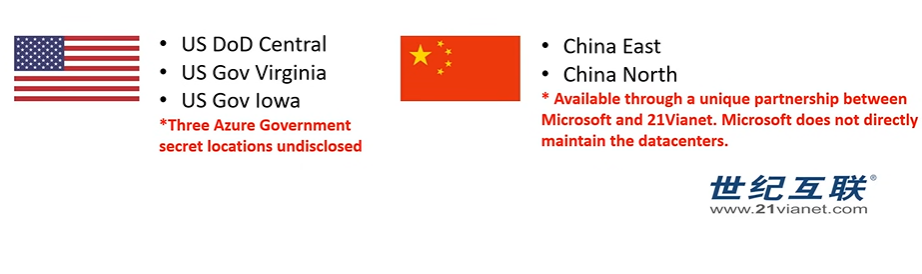 • US DoD Central
• US Gov Virginia
• US Gov Iowa
*Three Azure Government
secret locations undisclosed
• China East
• China North
* Available through a unique partnership between
Microsoft and 21Vianet. Microsoft does not directly
maintain the datacenters.
世纪互联®
www.21vianet.com